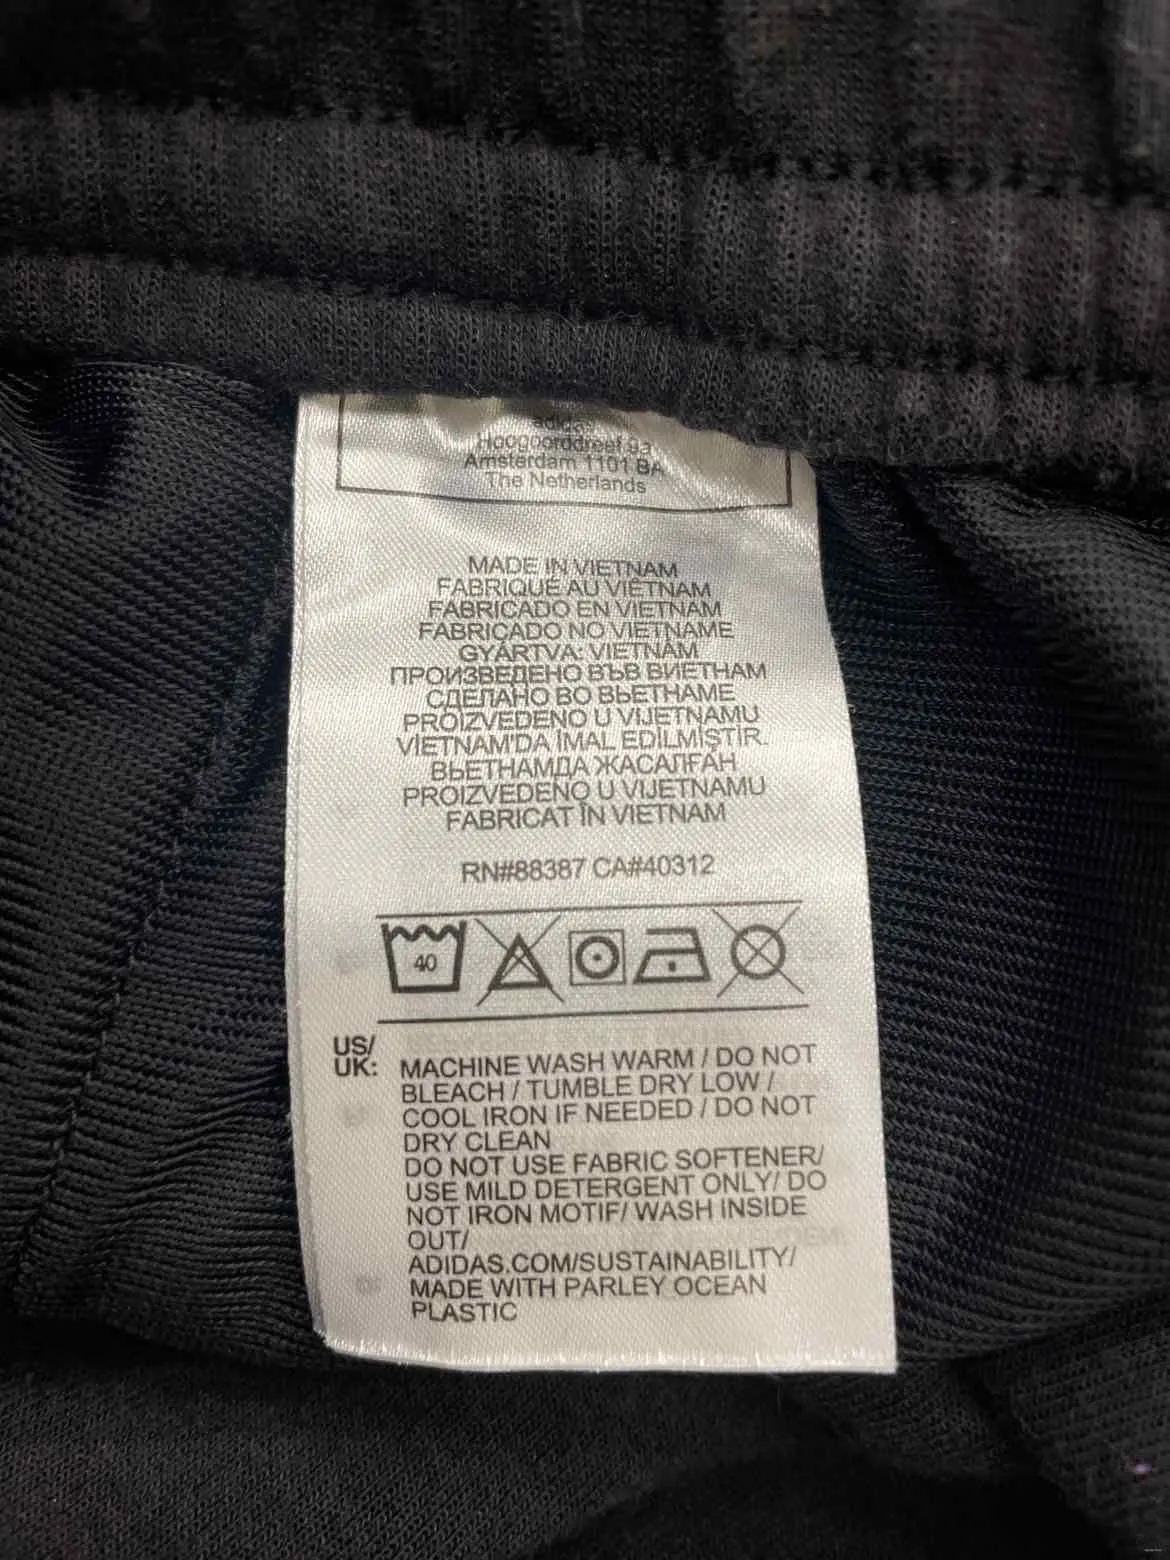 adidas
Hoogoorddreef 9a
Amsterdam 1101 BA
The Netherlands
MADE IN VIETNAM
FABRIQUÉ AU VIETNAM
FABRICADO EN VIETNAM
FABRICADO NO VIETNAME
GYÁRTVA: VIETNÁM
ПРОИЗВЕДЕНО ВЪВ ВИЕТНАМ
СДЕЛАНО ВО ВЬЕТНАМЕ
PROIZVEDENO U VIJETNAMU
VIETNAM'DA İMAL EDİLMİŞTİR.
ВЬЕТНАМДА ЖАСАЛҒАН
PROIZVEDENO U VIJETNAMU
FABRICAT ÎN VIETNAM
RN#88387 CA#40312
40
US/
UK:
MACHINE WASH WARM / DO NOT
BLEACH / TUMBLE DRY LOW /
COOL IRON IF NEEDED / DO NOT
DRY CLEAN
DO NOT USE FABRIC SOFTENER/
USE MILD DETERGENT ONLY/ DO
NOT IRON MOTIF/ WASH INSIDE
OUT/
ADIDAS.COM/SUSTAINABILITY/
MADE WITH PARLEY OCEAN
PLASTIC